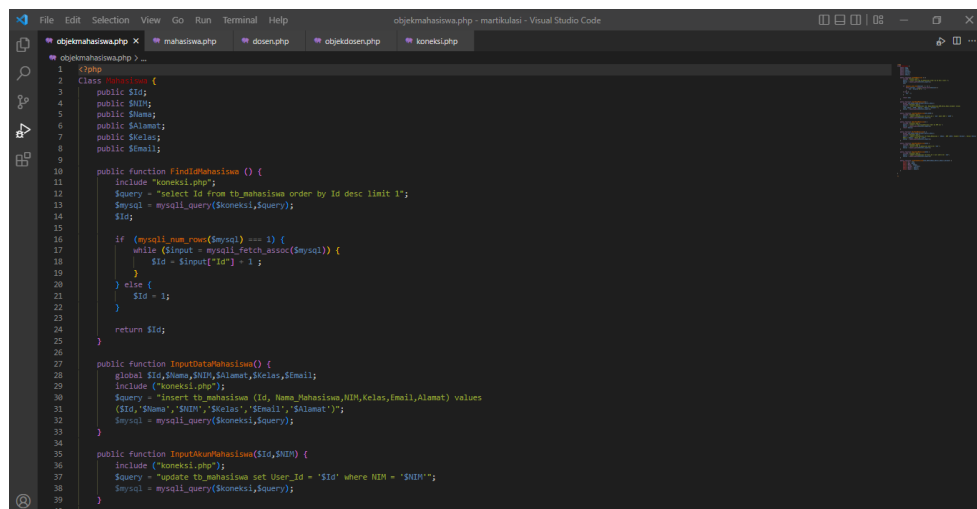 File Edit Selection View Go Run Terminal Help objekmahasiswa.php - martikulasi - Visual Studio Code
objekmahasiswa.php × mahasiswa.php dosen.php objekdosen.php koneksi.php
objekmahasiswa.php > ...
1 <?php
2 Class Mahasiswa {
3 public $Id;
4 public $NIM;
5 public $Nama;
6 public $Alamat;
7 public $Kelas;
8 public $Email;
9
10 public function FindIdMahasiswa () {
11 include "koneksi.php";
12 $query = "select Id from tb_mahasiswa order by Id desc limit 1";
13 $mysql = mysqli_query($koneksi,$query);
14 $Id;
15
16 if (mysqli_num_rows($mysql) === 1) {
17 while ($input = mysqli_fetch_assoc($mysql)) {
18 $Id = $input["Id"] + 1 ;
19 }
20 } else {
21 $Id = 1;
22 }
23
24 return $Id;
25 }
26
27 public function InputDataMahasiswa() {
28 global $Id,$Nama,$NIM,$Alamat,$Kelas,$Email;
29 include ("koneksi.php");
30 $query = "insert tb_mahasiswa (Id, Nama_Mahasiswa,NIM,Kelas,Email,Alamat) values
31 ($Id,'$Nama','$NIM','$Kelas','$Email','$Alamat')";
32 $mysql = mysqli_query($koneksi,$query);
33 }
34
35 public function InputAkunMahasiswa($Id,$NIM) {
36 include ("koneksi.php");
37 $query = "update tb_mahasiswa set User_Id = '$Id' where NIM = '$NIM'";
38 $mysql = mysqli_query($koneksi,$query);
39 }